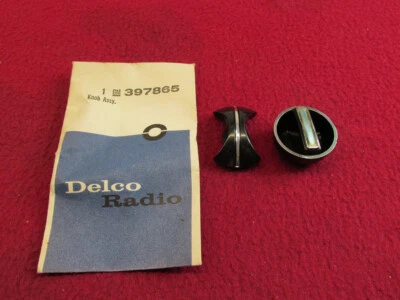 1 397865
Knob Assy.
Delco
Radio